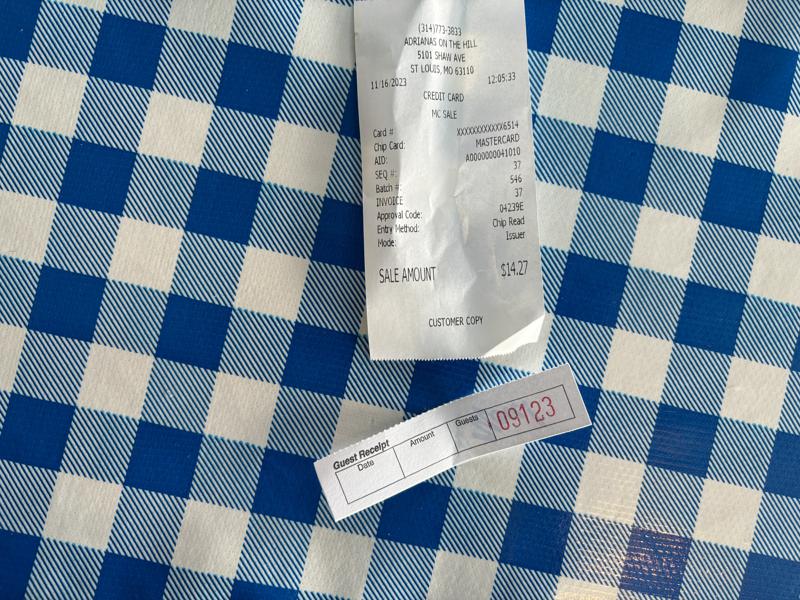 (314)773-3833
ADRIANAS ON THE HILL
5101 SHAW AVE
ST LOUIS, MO 63110
11/16/2023 12:05:33
CREDIT CARD
MC SALE
Card # XXXXXXXXXXXX6514
Chip Card: MASTERCARD
AID: A0000000041010
SEQ #: 37
Batch #: 546
INVOICE 37
Approval Code: 04239E
Entry Method: Chip Read
Mode: Issuer
SALE AMOUNT $14.27
CUSTOMER COPY
Guest Receipt
Date Amount Guests 09123